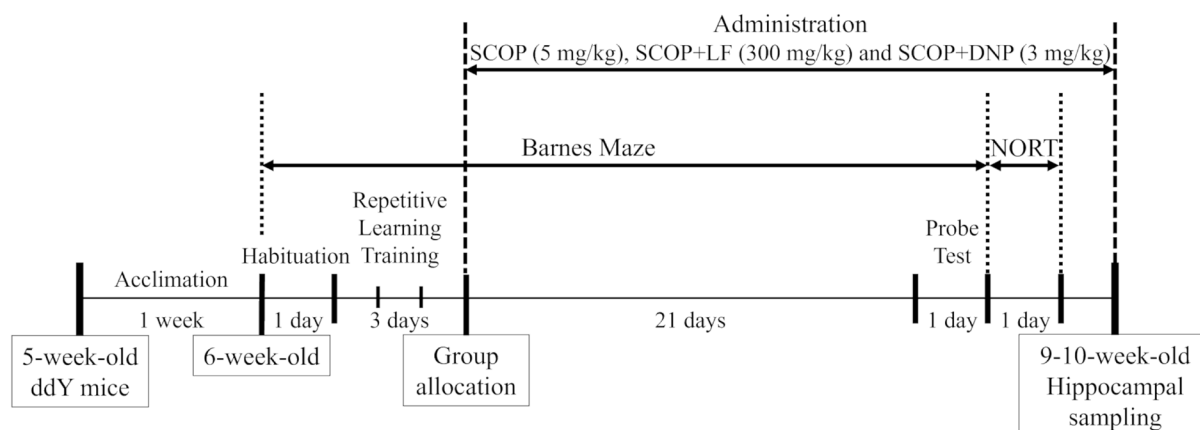 Administration
SCOP (5 mg/kg), SCOP+LF (300 mg/kg) and SCOP+DNP (3 mg/kg)
Barnes Maze
NORT
Repetitive
Learning
Training
Probe
Test
Habituation
Acclimation
1 week
1 day
3 days
21 days
1 day
1 day
5-week-old
ddY mice
6-week-old
Group
allocation
9-10-week-old
Hippocampal
sampling